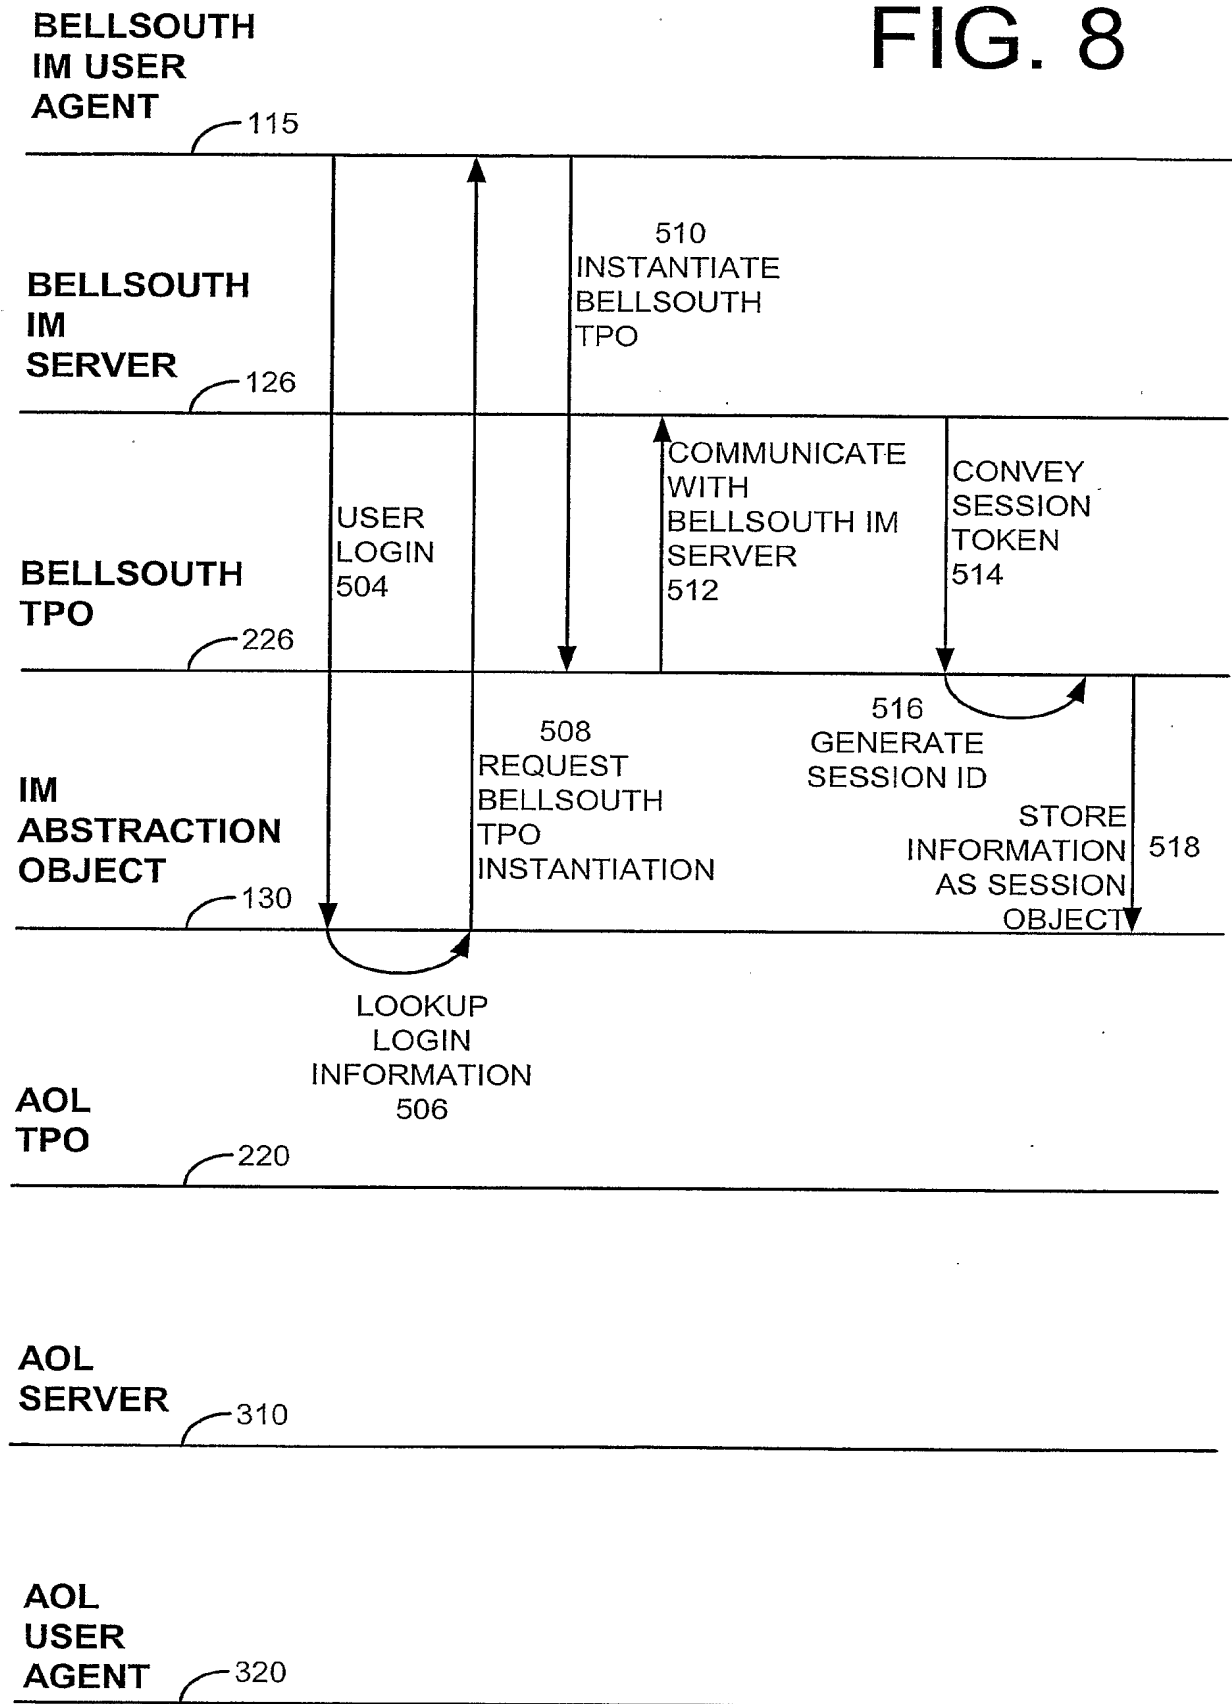 FIG. 8
BELLSOUTH
IM USER
AGENT
115
510
INSTANTIATE
BELLSOUTH
TPO
BELLSOUTH
IM
SERVER
126
USER
LOGIN
504
COMMUNICATE
WITH
BELLSOUTH IM
SERVER
512
CONVEY
SESSION
TOKEN
514
BELLSOUTH
TPO
226
508
REQUEST
BELLSOUTH
TPO
INSTANTIATION
516
GENERATE
SESSION ID
STORE
INFORMATION
AS SESSION
OBJECT
518
IM
ABSTRACTION
OBJECT
130
LOOKUP
LOGIN
INFORMATION
506
AOL
TPO
220
AOL
SERVER
310
AOL
USER
AGENT
320